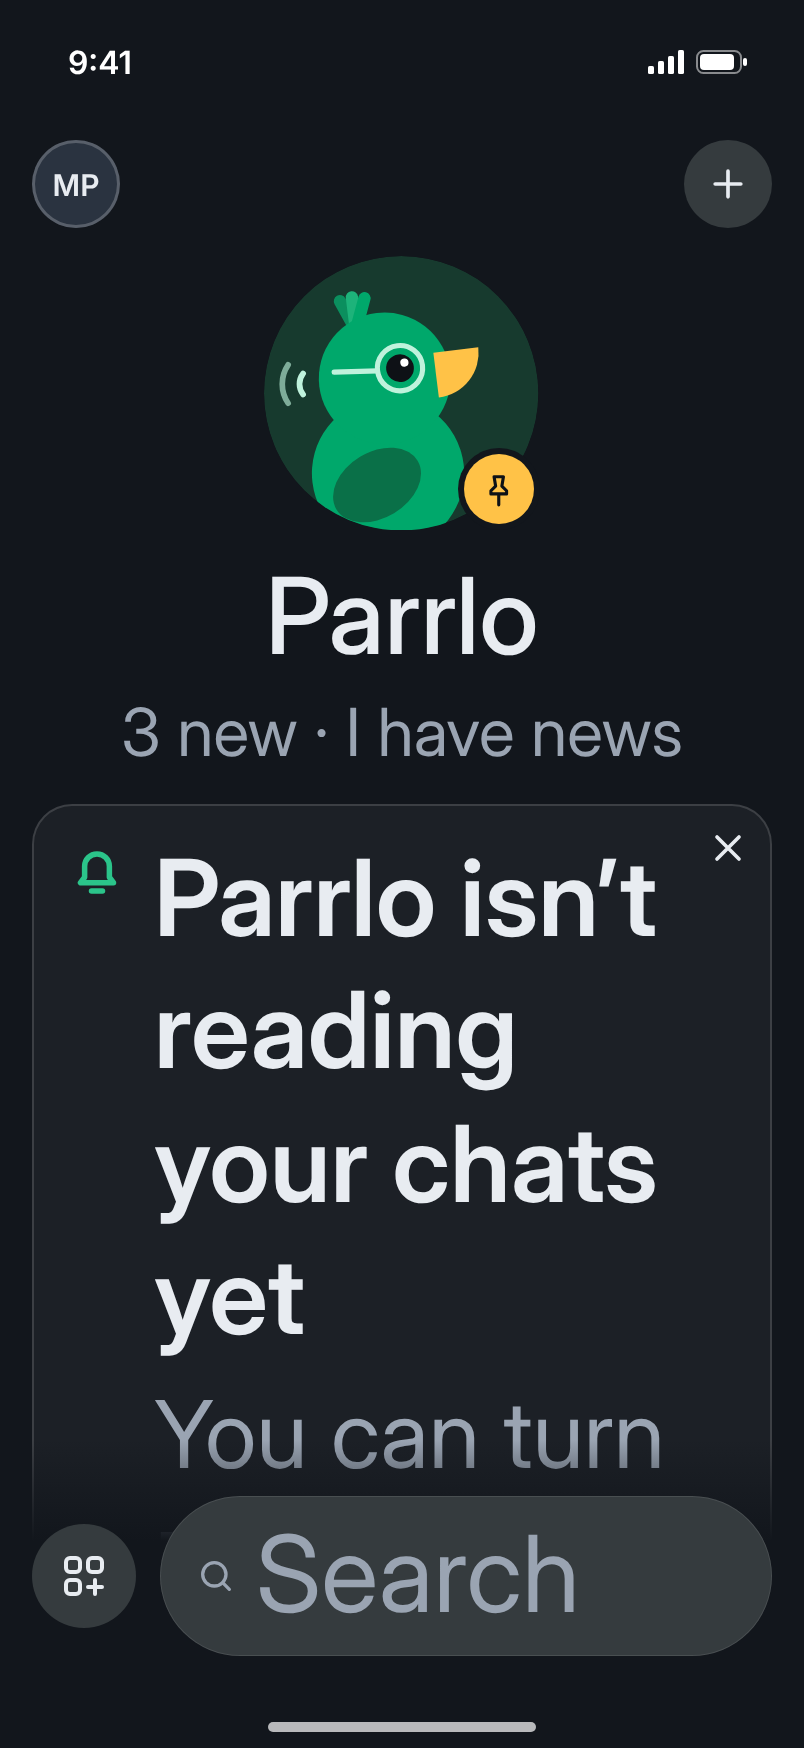 9:41
MP
Parrlo
3 new · I have news
Parrlo isn’t
reading
your chats
yet
You can turn
Search